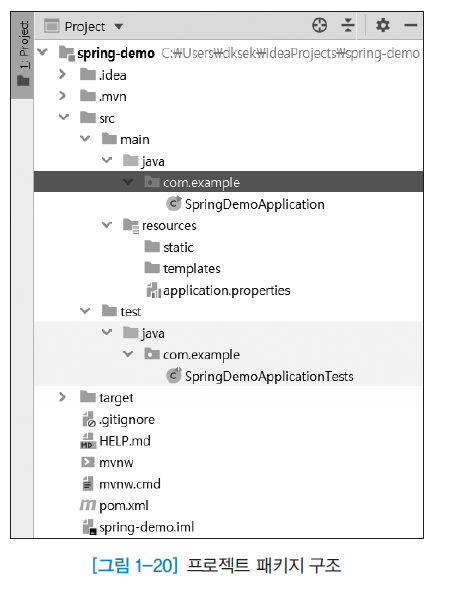 Project
1: Project
spring-demo C:₩Users₩dksek₩IdeaProjects₩spring-demo
.idea
.mvn
src
main
java
com.example
SpringDemoApplication
resources
static
templates
application.properties
test
java
com.example
SpringDemoApplicationTests
target
.gitignore
HELP.md
mvnw
mvnw.cmd
pom.xml
spring-demo.iml
[그림 1-20] 프로젝트 패키지 구조